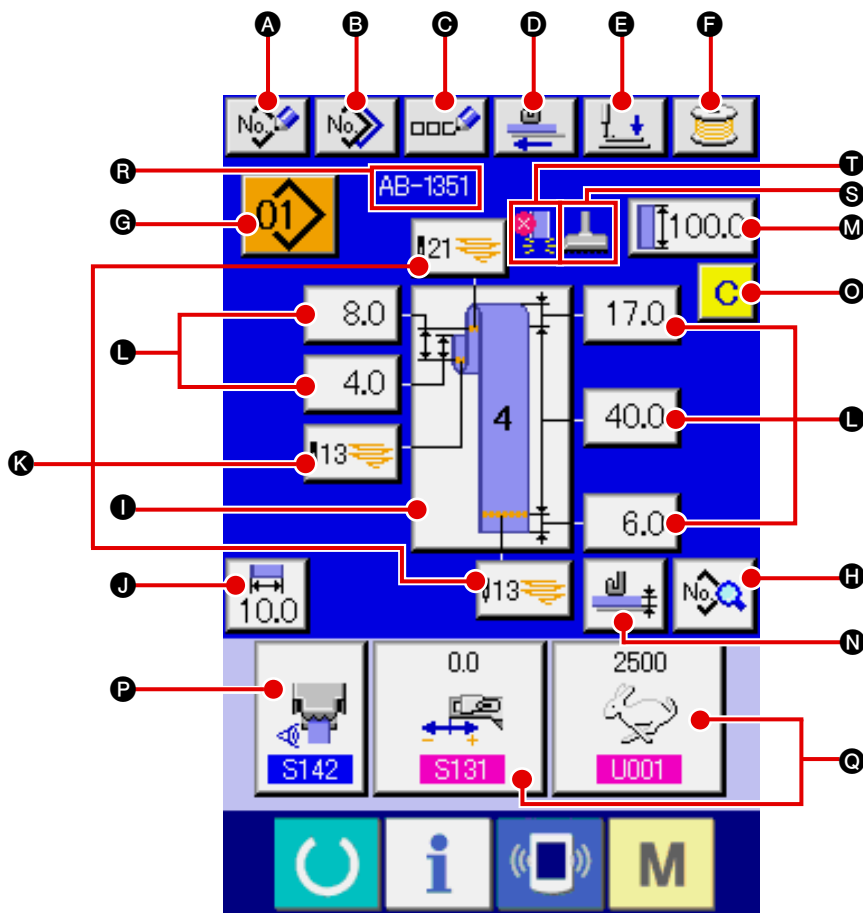 A B C D E F
No. No.
R AB-1351 T
S
G 01 21 100.0 M
C O
8.0 17.0
L
4.0 4 40.0 L
K 13
I 6.0
J 10.0 13 No. H
N
0.0 2500
P
S142 S131 U001 Q
i M